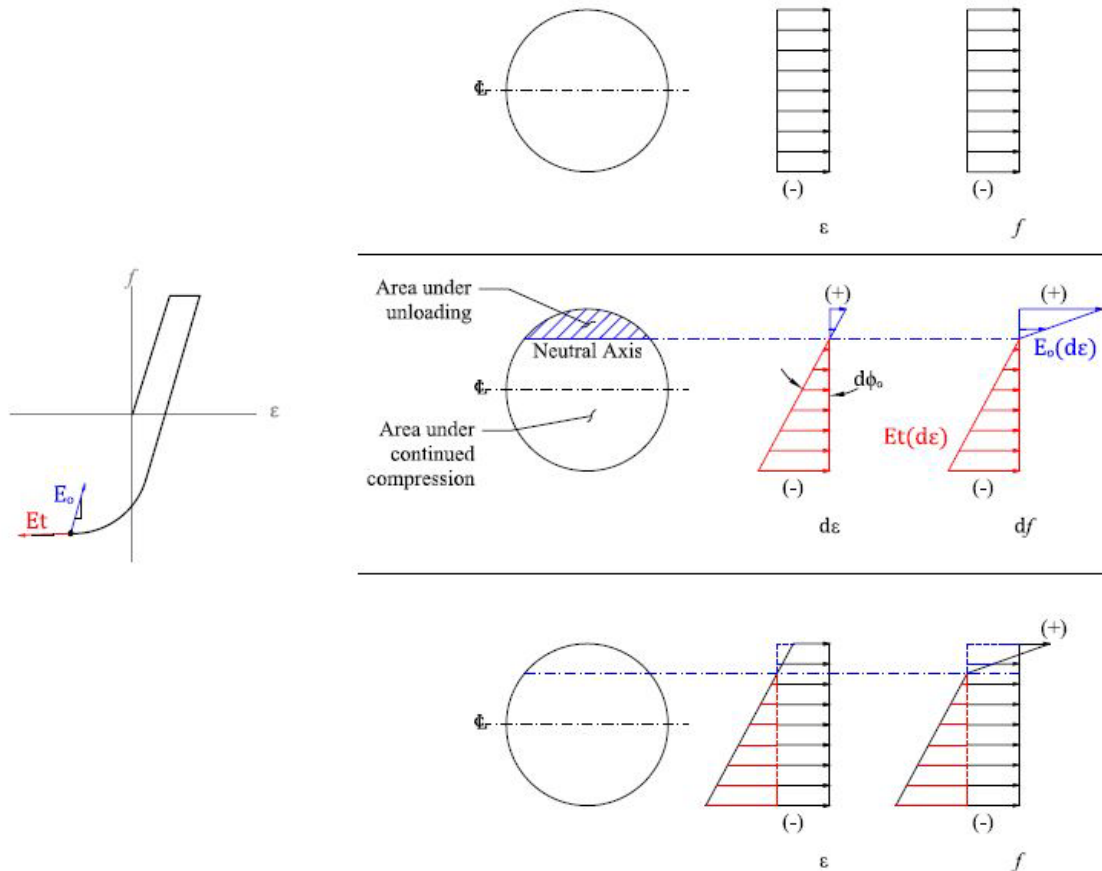 ℄
(-)
(-)
ε
f
f
ε
Eₒ
Et
Area under
unloading
Neutral Axis
℄
Area under
continued
compression
(+)
(+)
Eₒ(dε)
dϕₒ
Et(dε)
(-)
(-)
dε
df
℄
(+)
(-)
(-)
ε
f